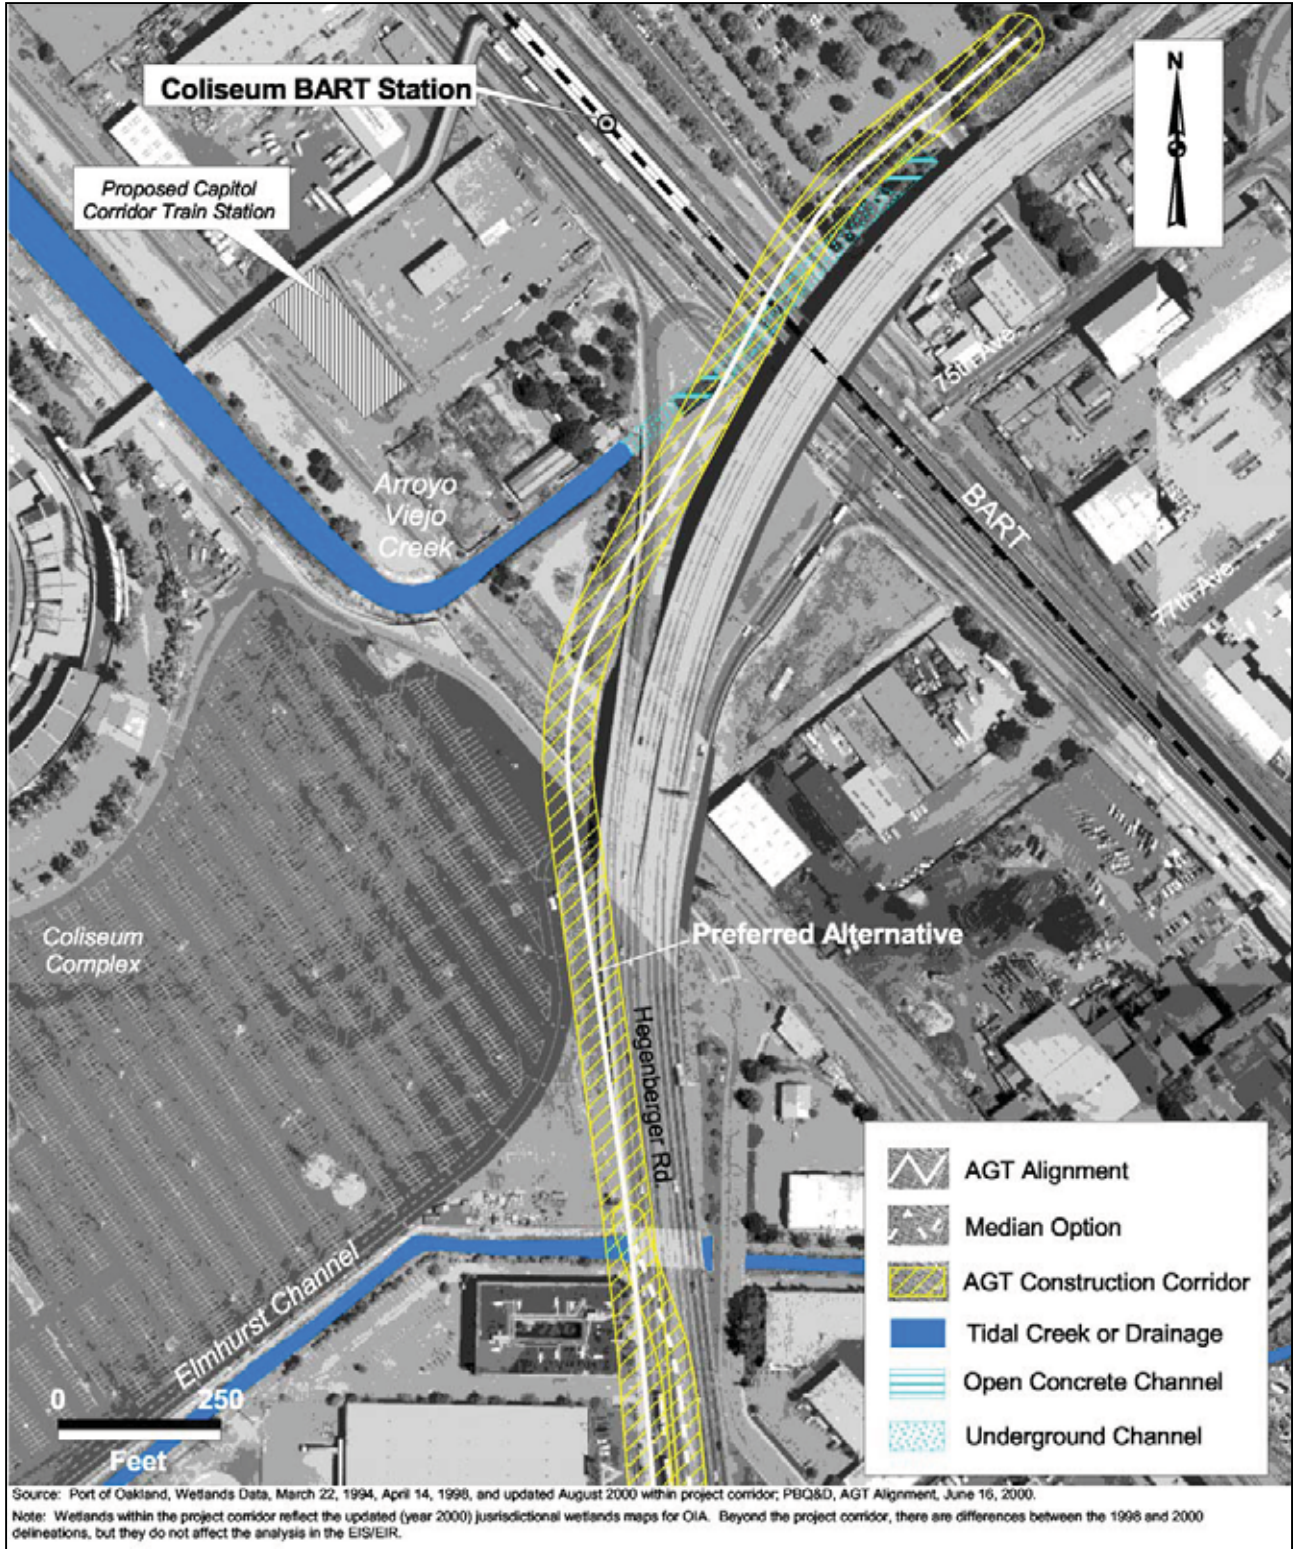 N
Coliseum BART Station
Proposed Capitol
Corridor Train Station
75th Ave
Arroyo
Viejo
Creek
BART
77th Ave.
Coliseum
Complex
Preferred Alternative
Hegenberger Rd.
Elmhurst Channel
0 250
Feet
AGT Alignment
Median Option
AGT Construction Corridor
Tidal Creek or Drainage
Open Concrete Channel
Underground Channel
Source: Port of Oakland, Wetlands Data, March 22, 1994, April 14, 1998, and updated August 2000 within project corridor; PBQ&D, AGT Alignment, June 16, 2000.
Note: Wetlands within the project corridor reflect the updated (year 2000) jusrisdictional wetlands maps for OIA. Beyond the project corridor, there are differences between the 1998 and 2000
delineations, but they do not affect the analysis in the EIS/EIR.